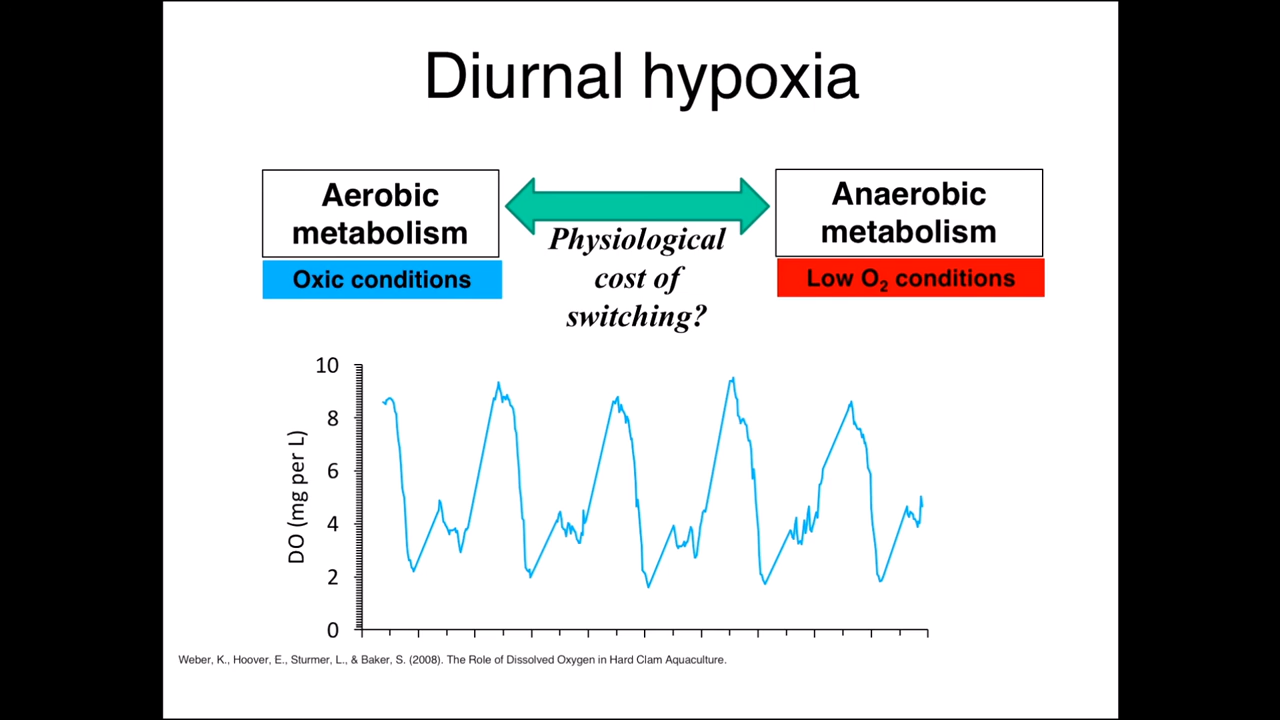 Diurnal hypoxia
Aerobic
metabolism
Oxic conditions
Physiological
cost of
switching?
Anaerobic
metabolism
Low O₂ conditions
10
8
6
4
2
0
DO (mg per L)
Weber, K., Hoover, E., Sturmer, L., & Baker, S. (2008). The Role of Dissolved Oxygen in Hard Clam Aquaculture.